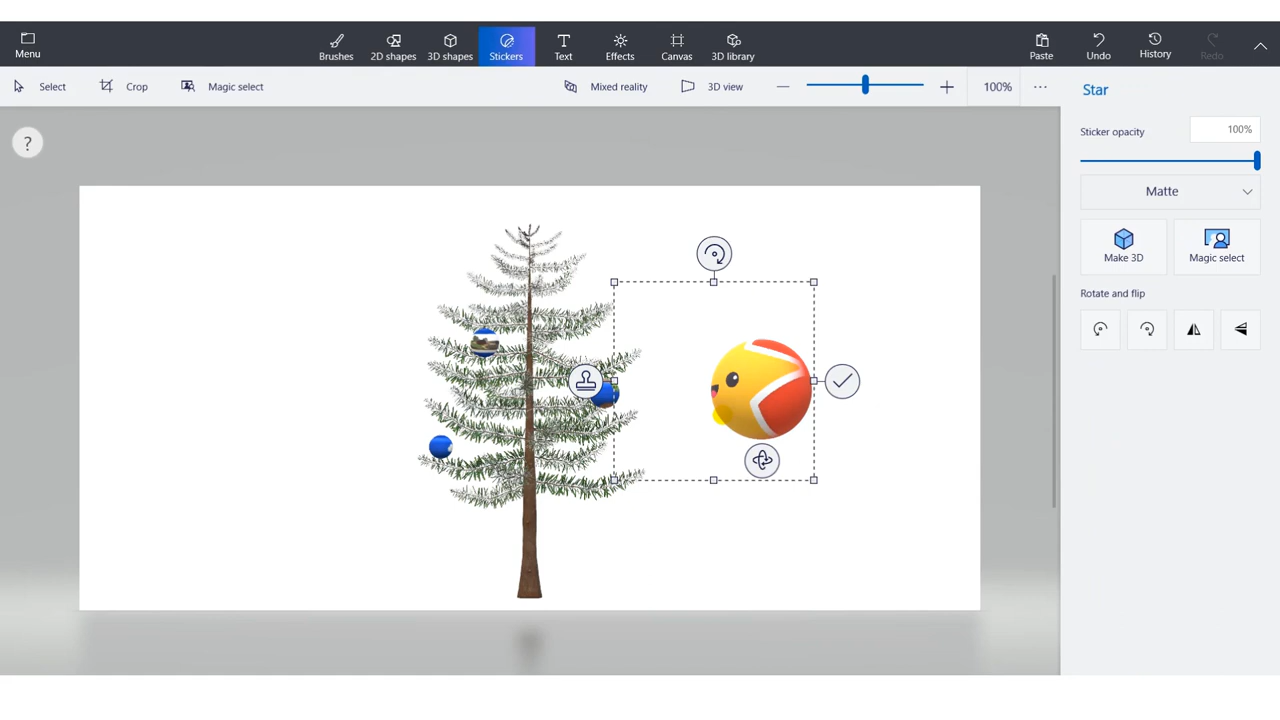 Menu
Brushes
2D shapes
3D shapes
Stickers
Text
Effects
Canvas
3D library
Paste
Undo
History
Redo
Select
Crop
Magic select
Mixed reality
3D view
100%
Star
?
Sticker opacity
100%
Matte
Make 3D
Magic select
Rotate and flip